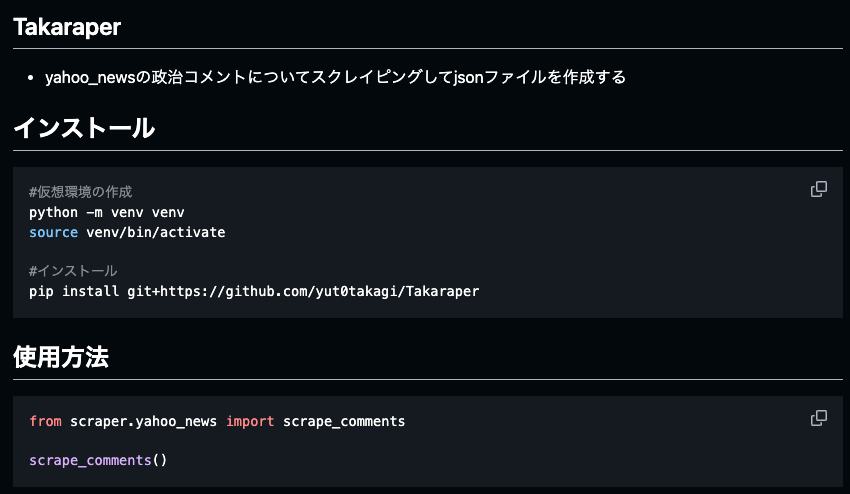 Takaraper
yahoo_newsの政治コメントについてスクレイピングしてjsonファイルを作成する
インストール
#仮想環境の作成
python -m venv venv
source venv/bin/activate
#インストール
pip install git+https://github.com/yut0takagi/Takaraper
使用方法
from scraper.yahoo_news import scrape_comments
scrape_comments()